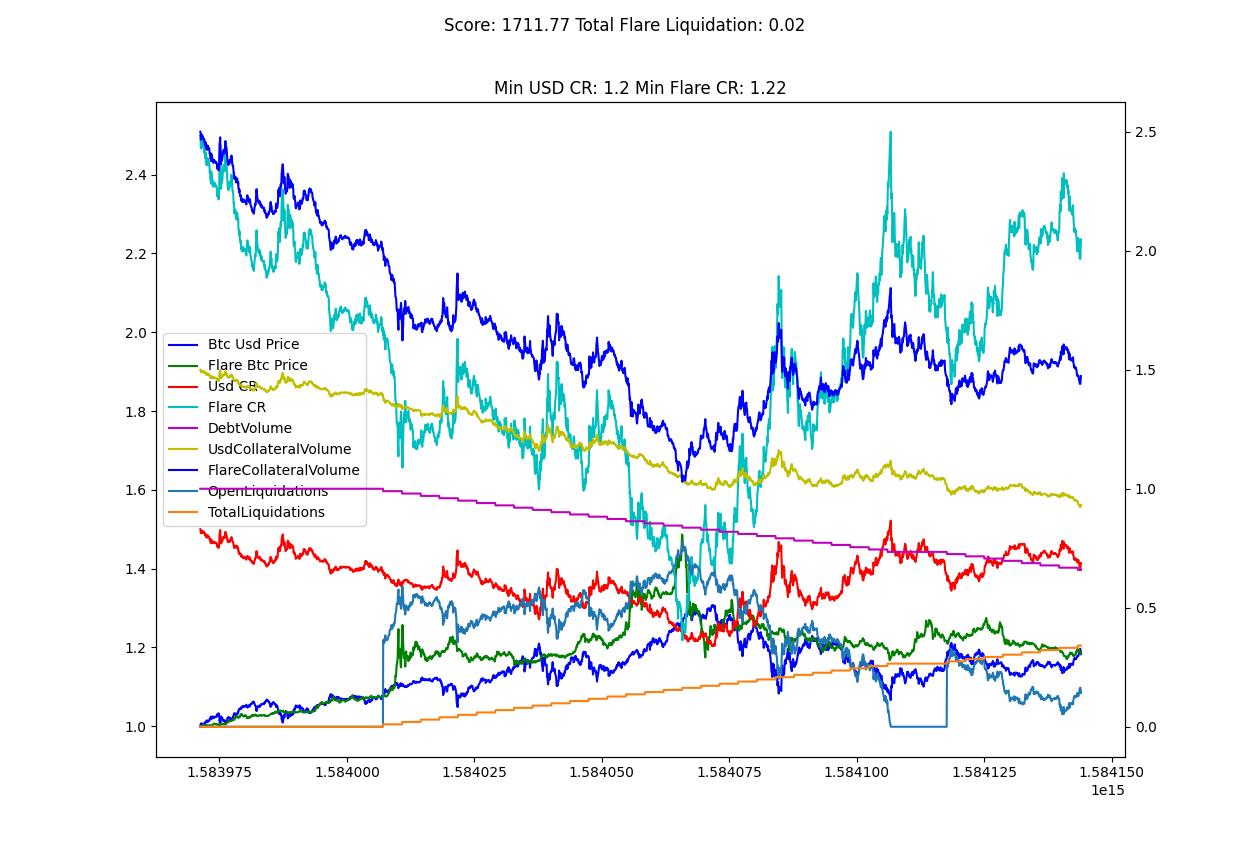 Score: 1711.77 Total Flare Liquidation: 0.02
Min USD CR: 1.2 Min Flare CR: 1.22
2.4
2.2
2.0
1.8
1.6
1.4
1.2
1.0
Btc Usd Price
Flare Btc Price
Usd CR
Flare CR
DebtVolume
UsdCollateralVolume
FlareCollateralVolume
OpenLiquidations
TotalLiquidations
2.5
2.0
1.5
1.0
0.5
0.0
1.583975 1.584000 1.584025 1.584050 1.584075 1.584100 1.584125 1.584150
1e15